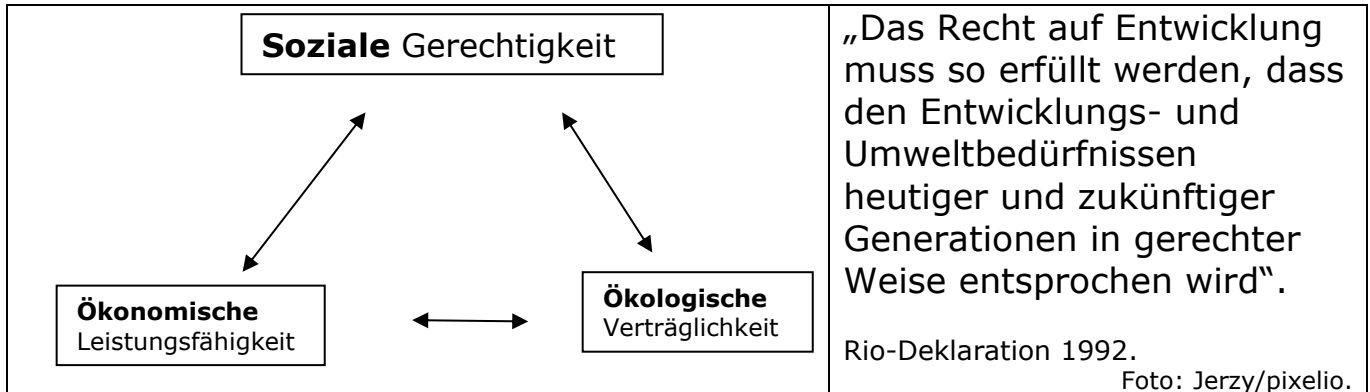 Soziale Gerechtigkeit
Ökonomische
Leistungsfähigkeit
Ökologische
Verträglichkeit
„Das Recht auf Entwicklung
muss so erfüllt werden, dass
den Entwicklungs- und
Umweltbedürfnissen
heutiger und zukünftiger
Generationen in gerechter
Weise entsprochen wird“.
Rio-Deklaration 1992.
Foto: Jerzy/pixelio.